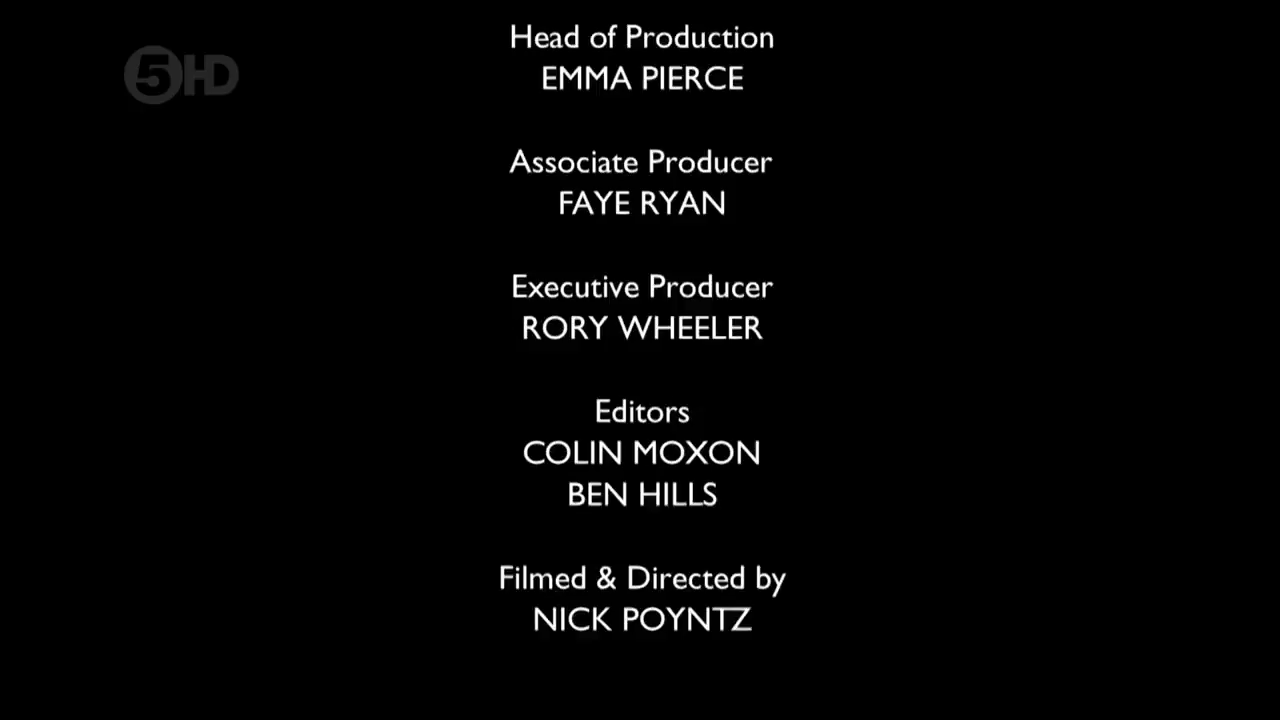 5HD
Head of Production
EMMA PIERCE
Associate Producer
FAYE RYAN
Executive Producer
RORY WHEELER
Editors
COLIN MOXON
BEN HILLS
Filmed & Directed by
NICK POYNTZ